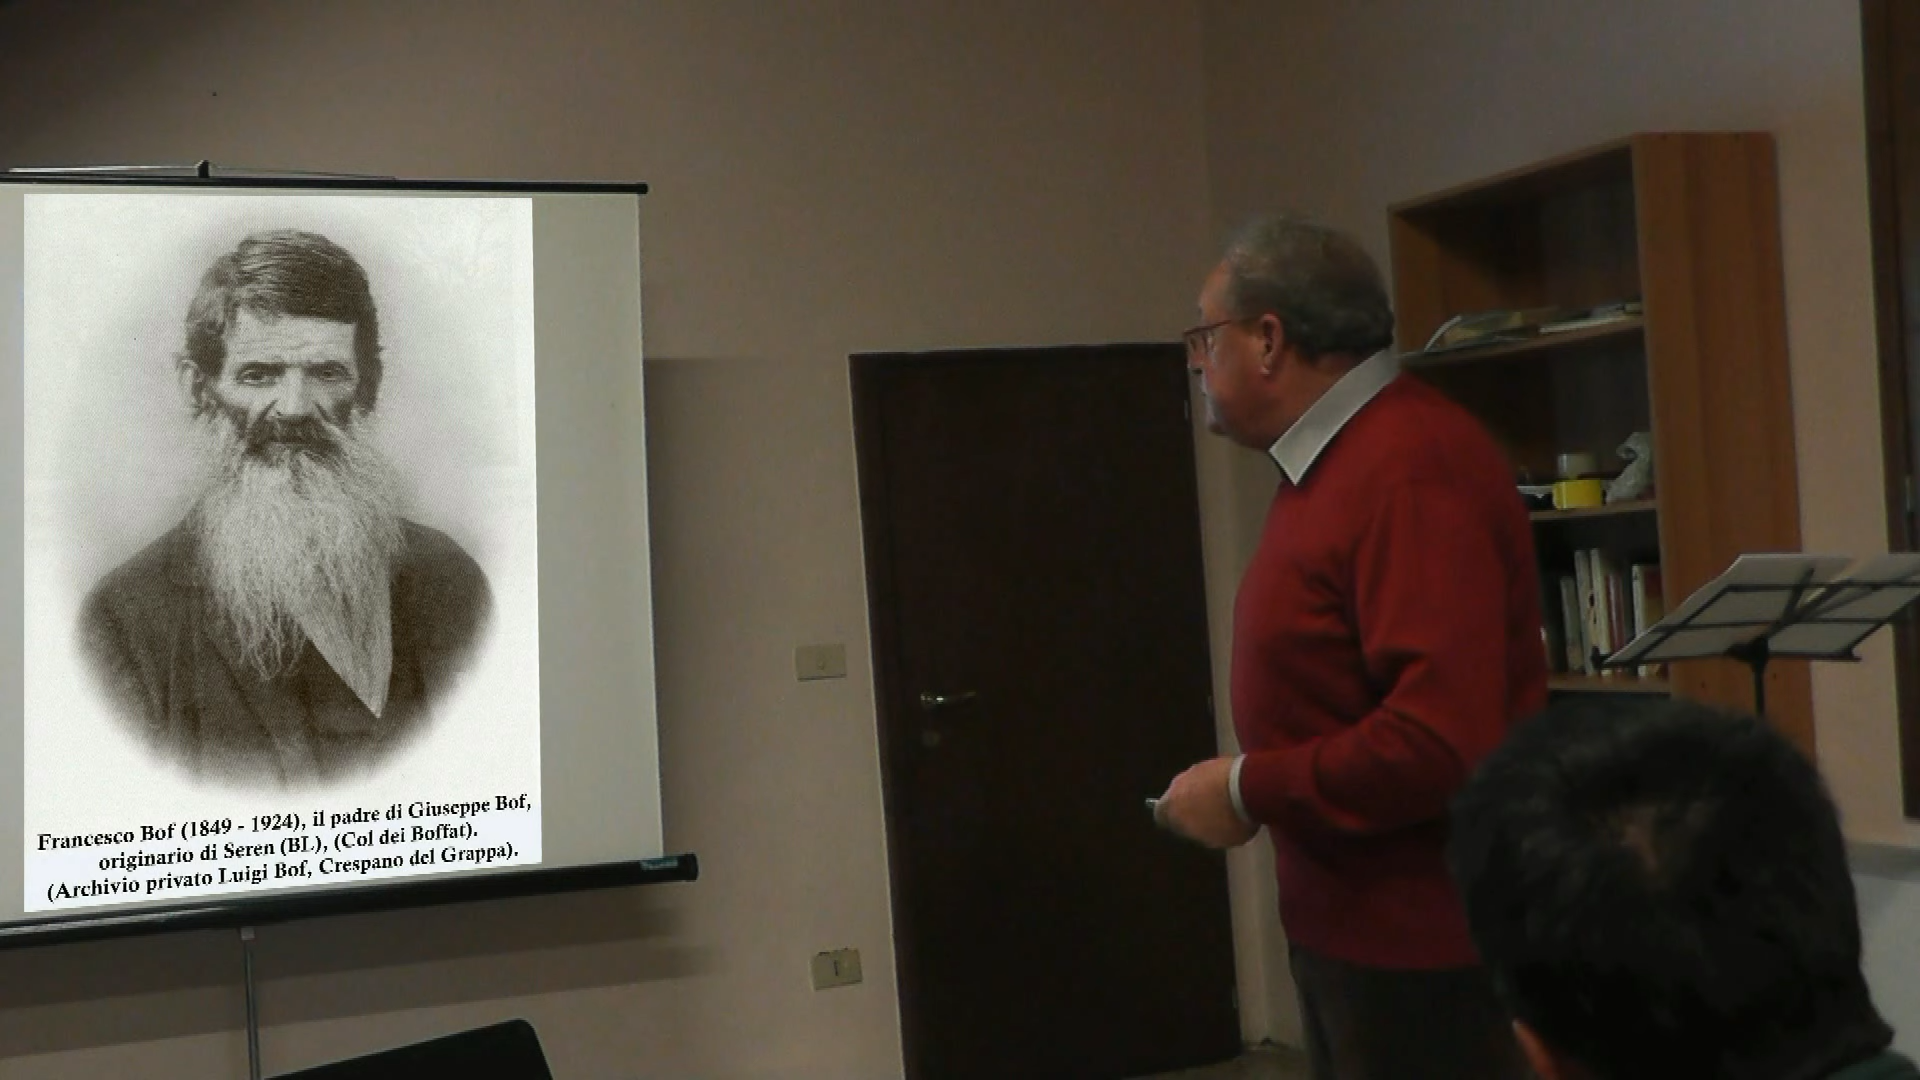 Francesco Bof (1849 - 1924), il padre di Giuseppe Bof,
originario di Seren (BL), (Col dei Boffat).
(Archivio privato Luigi Bof, Crespano del Grappa).